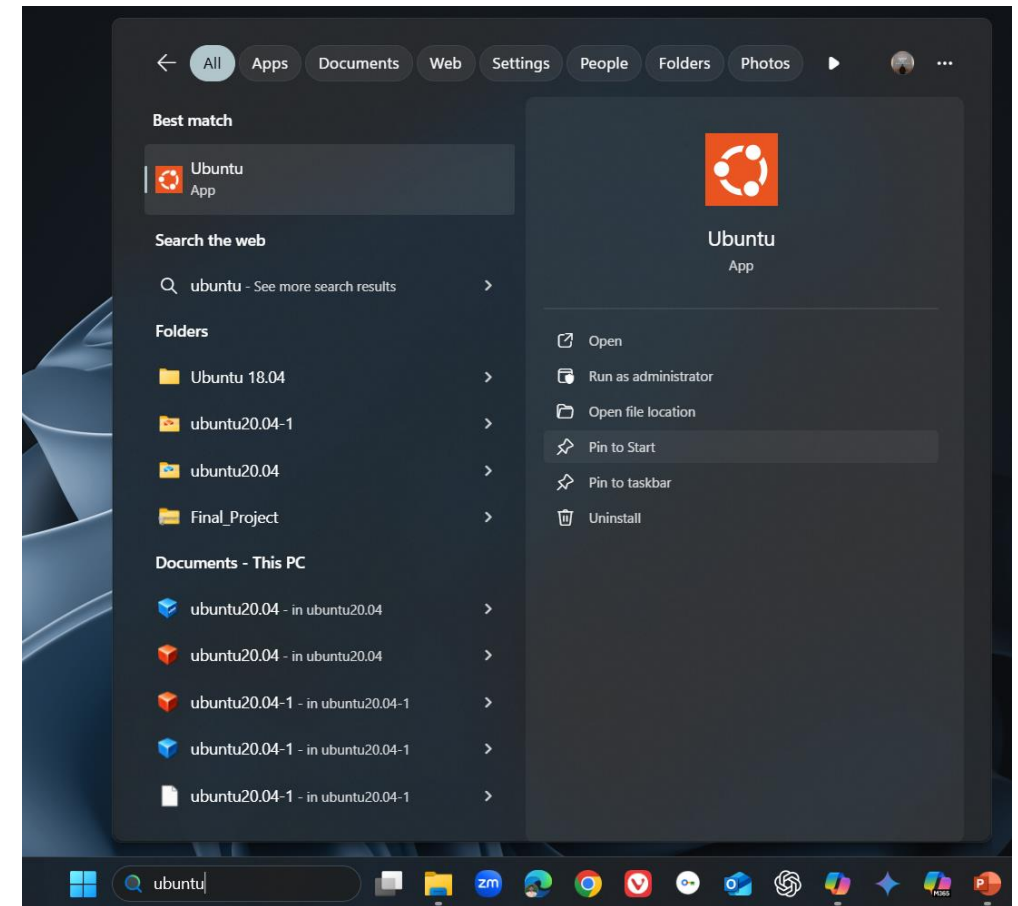 All Apps Documents Web Settings People Folders Photos
Best match
Ubuntu
App
Search the web
ubuntu - See more search results
Folders
Ubuntu 18.04
ubuntu20.04-1
ubuntu20.04
Final_Project
Documents - This PC
ubuntu20.04 - in ubuntu20.04
ubuntu20.04 - in ubuntu20.04
ubuntu20.04-1 - in ubuntu20.04-1
ubuntu20.04-1 - in ubuntu20.04-1
ubuntu20.04-1 - in ubuntu20.04-1
Ubuntu
App
Open
Run as administrator
Open file location
Pin to Start
Pin to taskbar
Uninstall
ubuntu
zm
M365
P